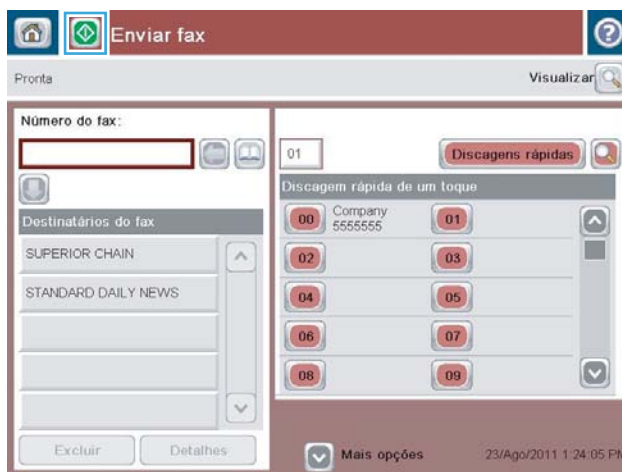 Enviar fax
Pronta
Visualizar
Número do fax:
01
Discagens rápidas
Discagem rápida de um toque
Destinatários do fax
00 Company 5555555
01
SUPERIOR CHAIN
02
03
STANDARD DAILY NEWS
04
05
06
07
08
09
Excluir
Detalhes
Mais opções
23/Ago/2011 1:24:05 PM